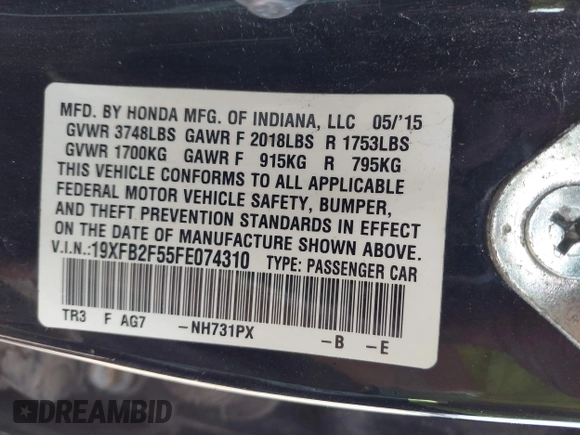 MFD. BY HONDA MFG. OF INDIANA, LLC 05/'15
GVWR 3748LBS GAWR F 2018LBS R 1753LBS
GVWR 1700KG GAWR F 915KG R 795KG
THIS VEHICLE CONFORMS TO ALL APPLICABLE
FEDERAL MOTOR VEHICLE SAFETY, BUMPER,
AND THEFT PREVENTION STANDARDS IN EFFECT
ON THE DATE OF MANUFACTURE SHOWN ABOVE.
V.I.N.:19XFB2F55FE074310 TYPE: PASSENGER CAR
TR3 F AG7 -NH731PX -B -E
DREAMBID